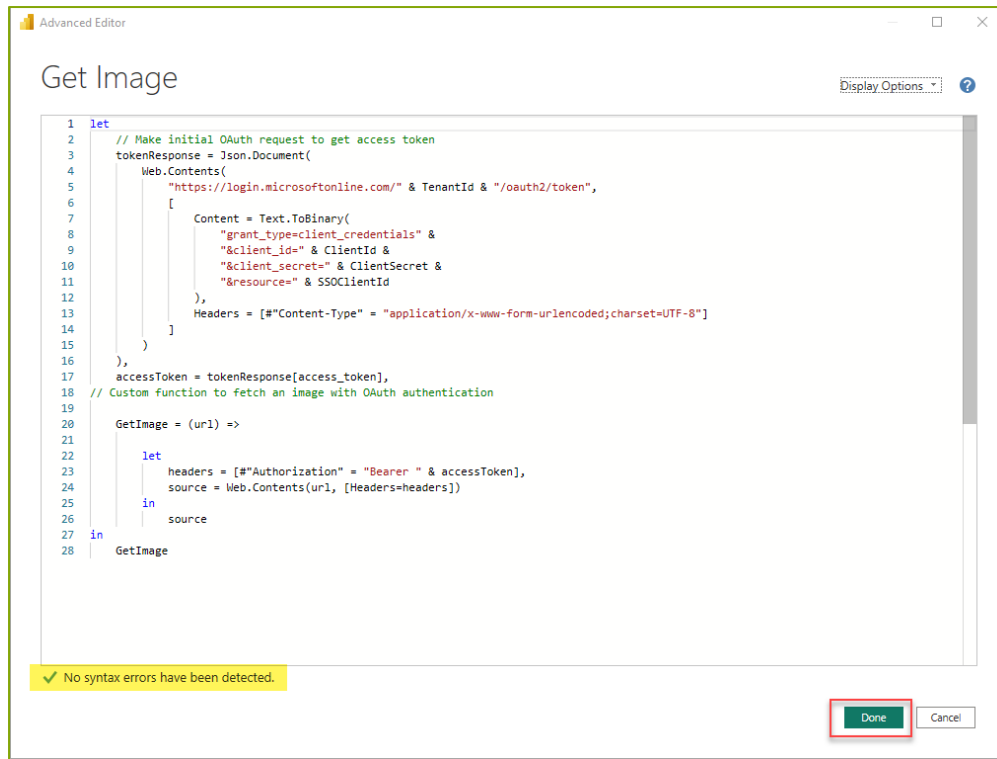 Advanced Editor
Get Image
Display Options
?
1 let
2 // Make initial OAuth request to get access token
3 tokenResponse = Json.Document(
4 Web.Contents(
5 "https://login.microsoftonline.com/" & TenantId & "/oauth2/token",
6 [
7 Content = Text.ToBinary(
8 "grant_type=client_credentials" &
9 "&client_id=" & ClientId &
10 "&client_secret=" & ClientSecret &
11 "&resource=" & SSOClientId
12 ),
13 Headers = [#"Content-Type" = "application/x-www-form-urlencoded;charset=UTF-8"]
14 ]
15 )
16 ),
17 accessToken = tokenResponse[access_token],
18 // Custom function to fetch an image with OAuth authentication
19
20 GetImage = (url) =>
21
22 let
23 headers = [#"Authorization" = "Bearer " & accessToken],
24 source = Web.Contents(url, [Headers=headers])
25 in
26 source
27 in
28 GetImage
No syntax errors have been detected.
Done
Cancel